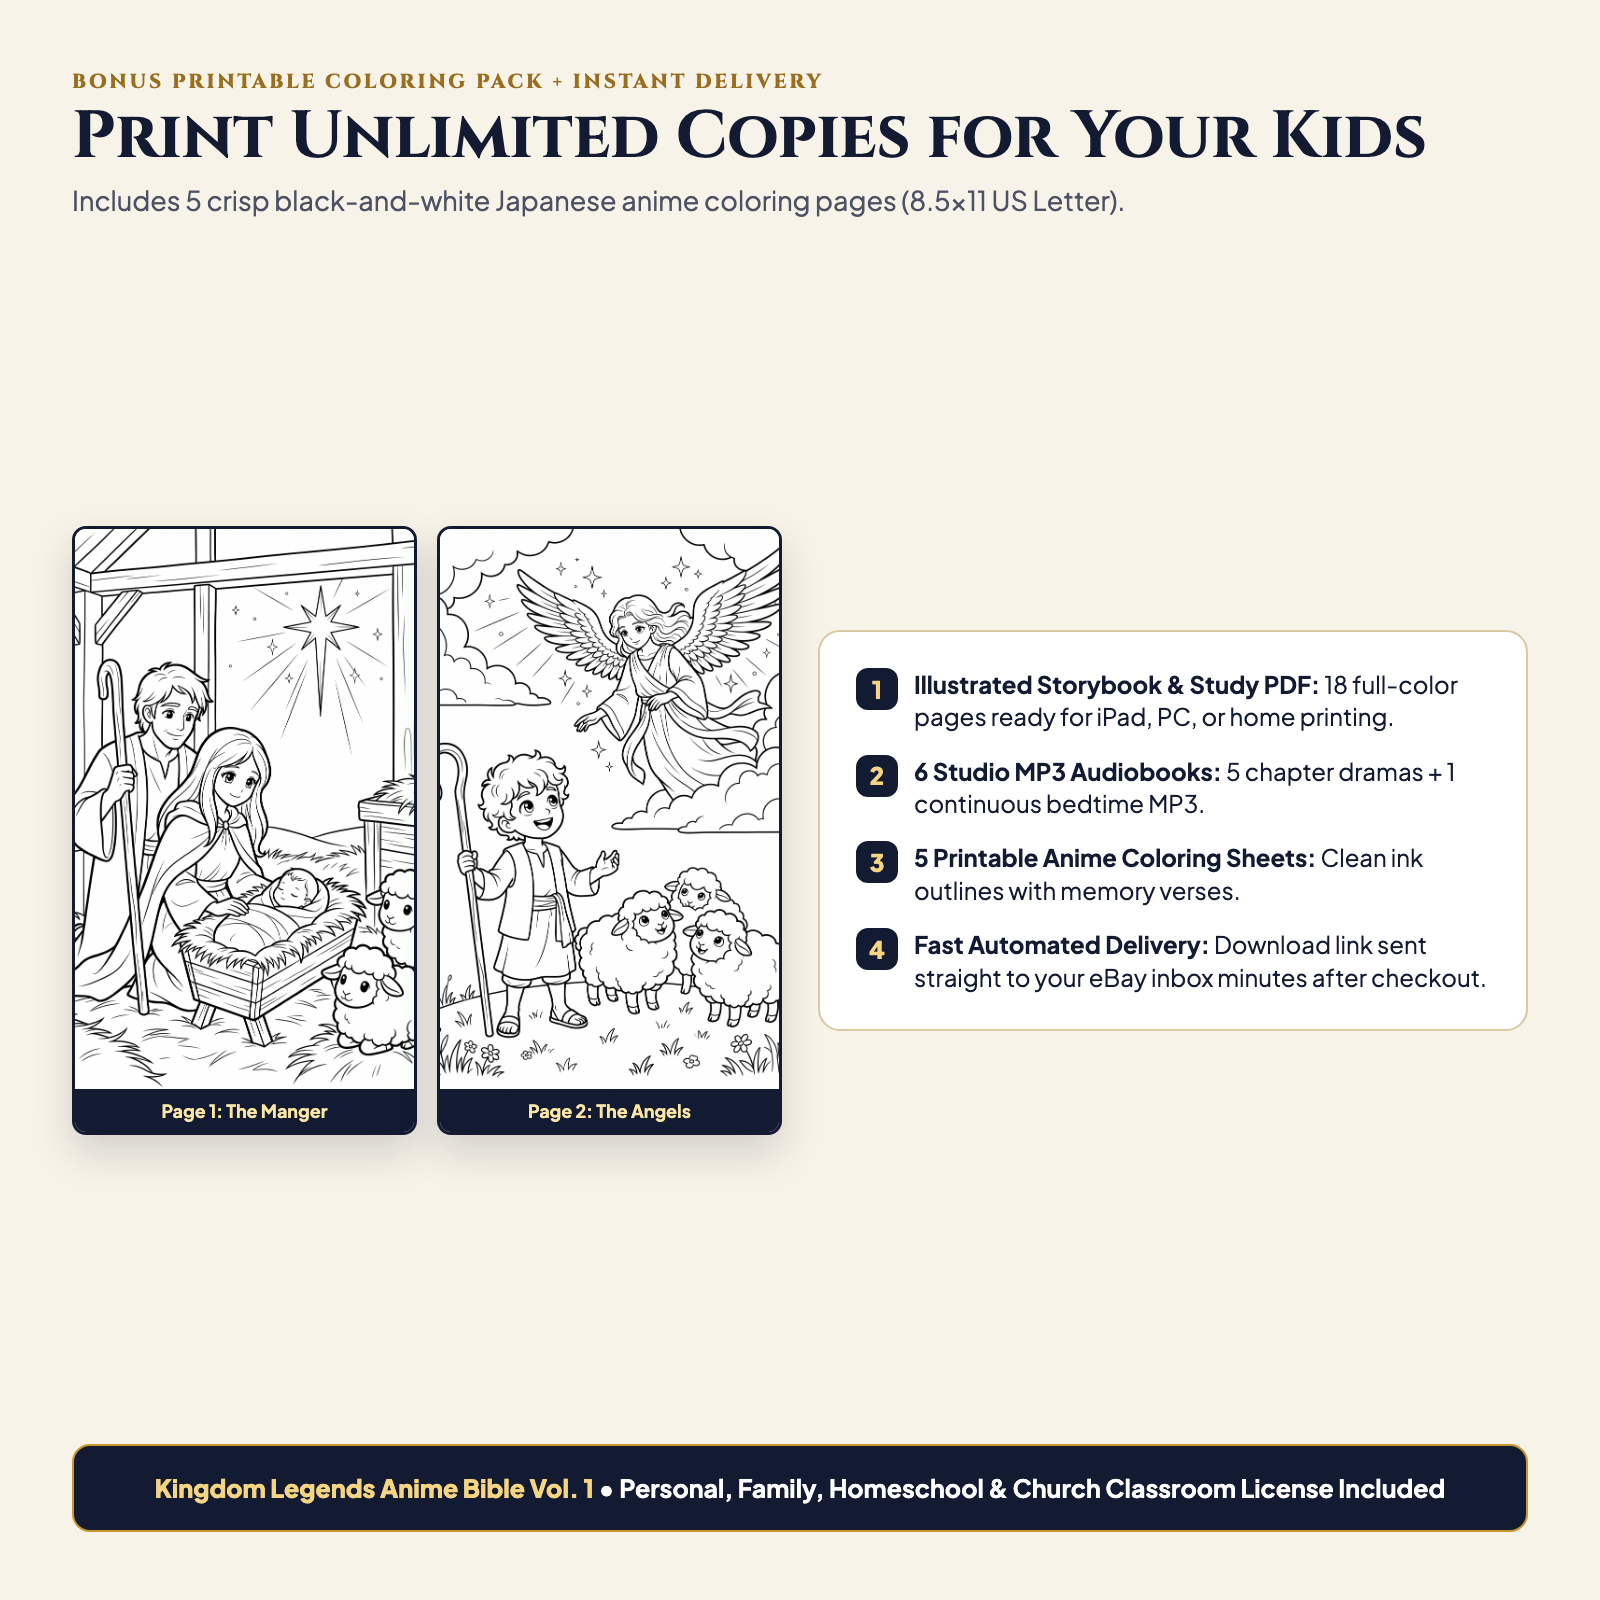 BONUS PRINTABLE COLORING PACK + INSTANT DELIVERY
PRINT UNLIMITED COPIES FOR YOUR KIDS
Includes 5 crisp black-and-white Japanese anime coloring pages (8.5×11 US Letter).
Page 1: The Manger
Page 2: The Angels
1 Illustrated Storybook & Study PDF: 18 full-color
pages ready for iPad, PC, or home printing.
2 6 Studio MP3 Audiobooks: 5 chapter dramas + 1
continuous bedtime MP3.
3 5 Printable Anime Coloring Sheets: Clean ink
outlines with memory verses.
4 Fast Automated Delivery: Download link sent
straight to your eBay inbox minutes after checkout.
Kingdom Legends Anime Bible Vol. 1 • Personal, Family, Homeschool & Church Classroom License Included